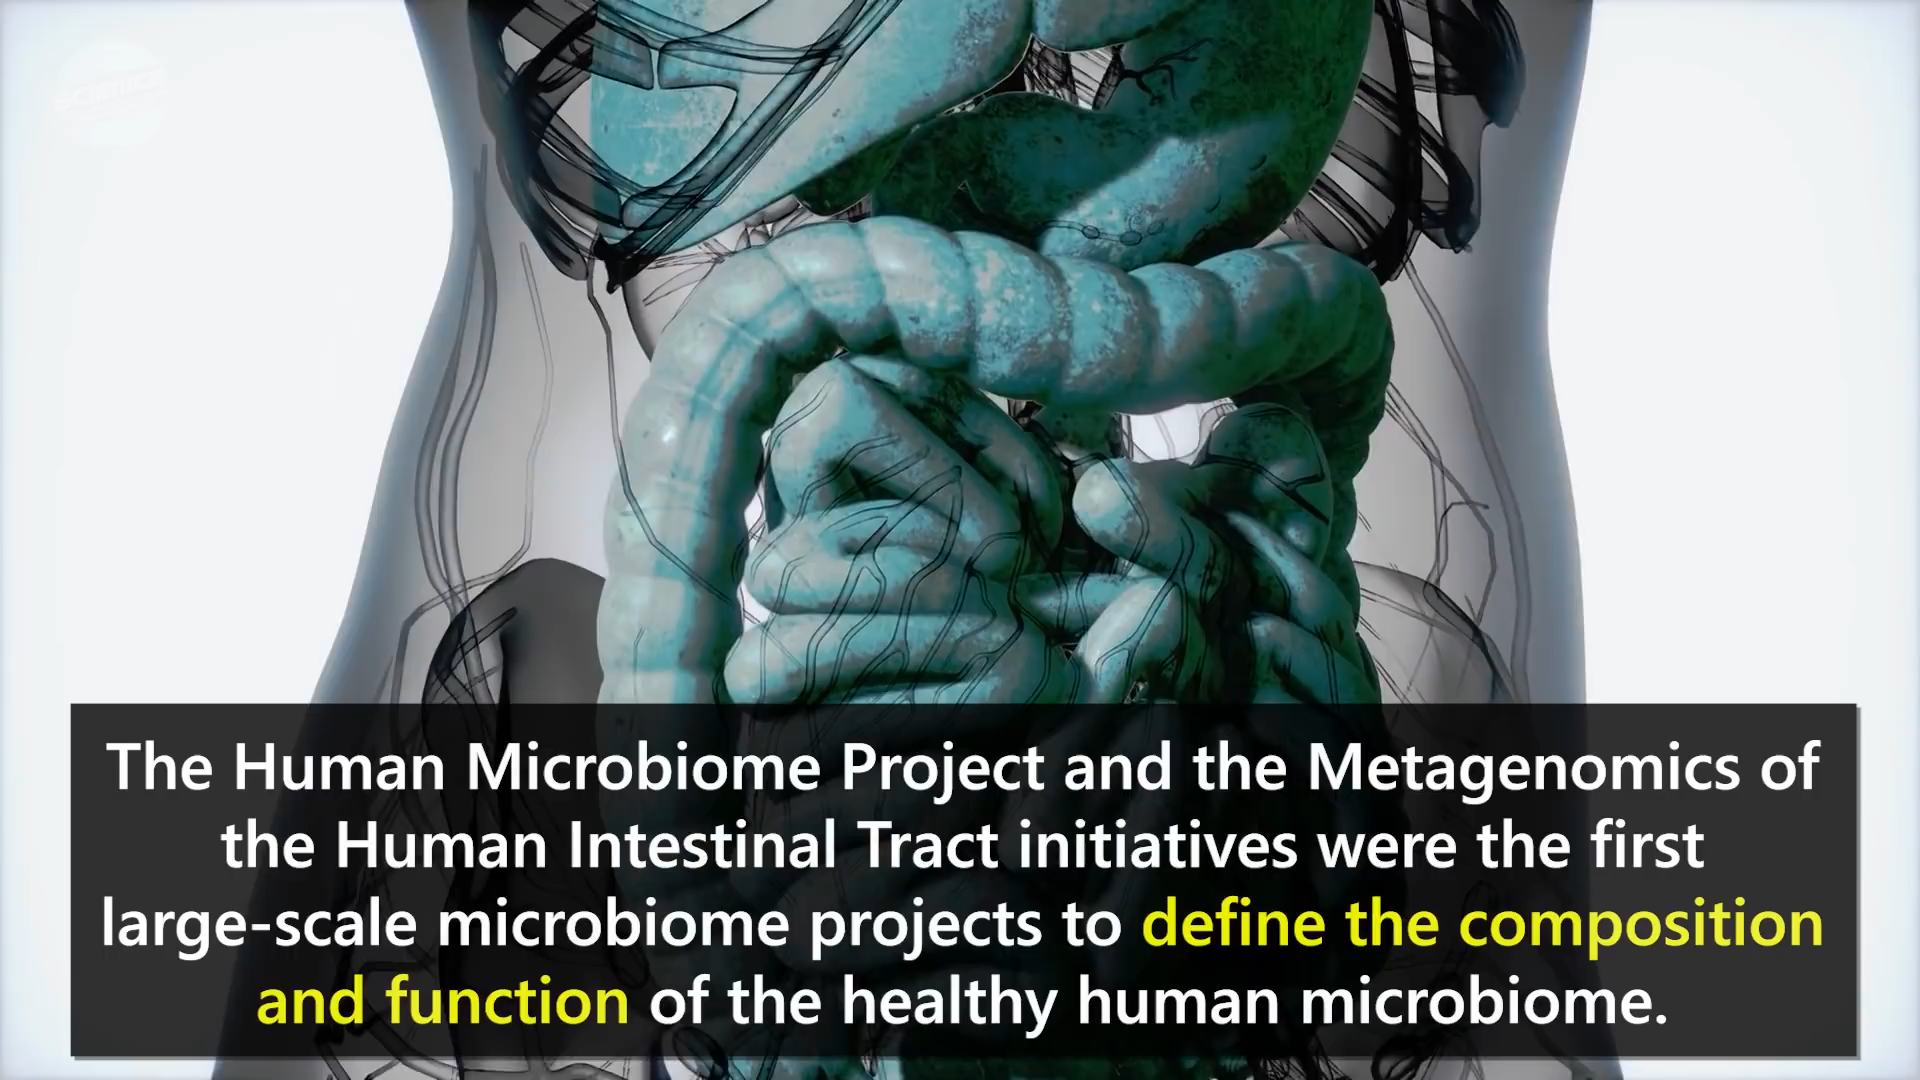 SCIENCE
The Human Microbiome Project and the Metagenomics of
the Human Intestinal Tract initiatives were the first
large-scale microbiome projects to define the composition
and function of the healthy human microbiome.